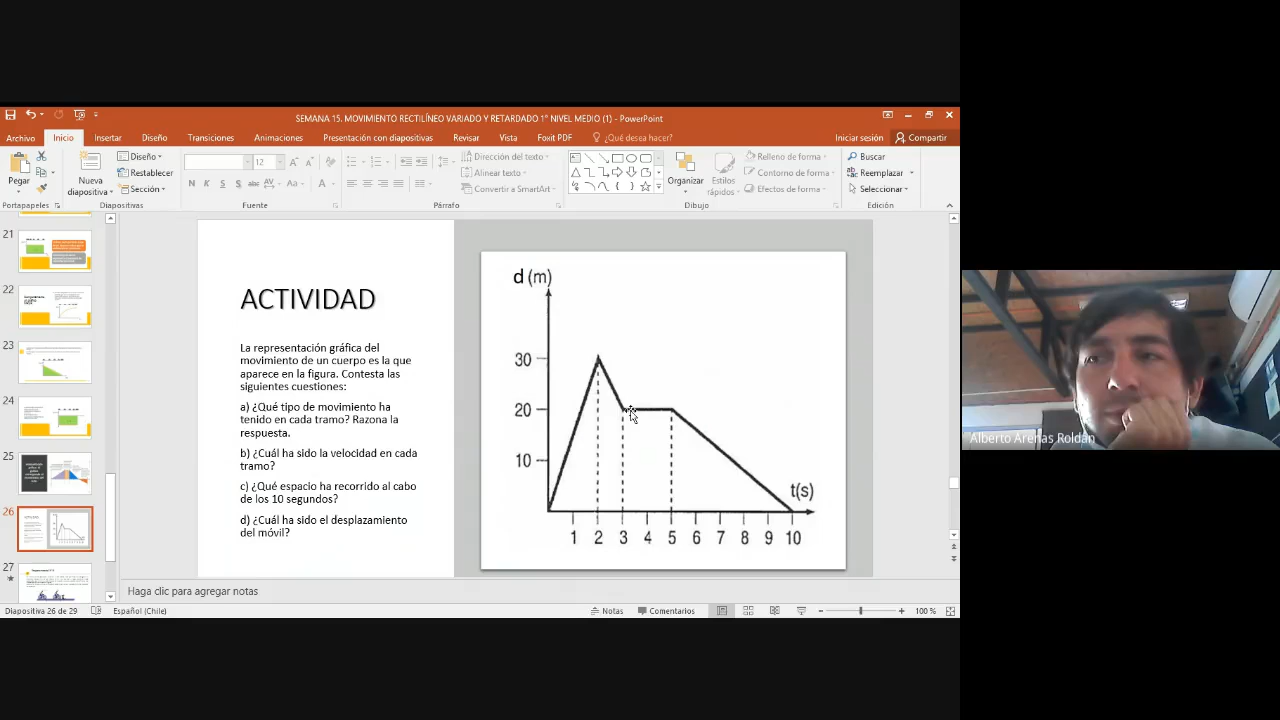 SEMANA 15. MOVIMIENTO RECTILÍNEO VARIADO Y RETARDADO 1° NIVEL MEDIO (1) - PowerPoint
Archivo Inicio Insertar Diseño Transiciones Animaciones Presentación con diapositivas Revisar Vista Foxit PDF ¿Qué desea hacer? Iniciar sesión Compartir
Pegar
Nueva diapositiva
Diseño
Restablecer
Sección
12
N K S S abc AV Aa A
Dirección del texto
Alinear texto
Convertir a SmartArt
Organizar
Estilos rápidos
Relleno de forma
Contorno de forma
Efectos de forma
Buscar
Reemplazar
Seleccionar
Portapapeles Diapositivas Fuente Párrafo Dibujo Edición
21
22
23
24
25
26
27
ACTIVIDAD
La representación gráfica del
movimiento de un cuerpo es la que
aparece en la figura. Contesta las
siguientes cuestiones:
a) ¿Qué tipo de movimiento ha
tenido en cada tramo? Razona la
respuesta.
b) ¿Cuál ha sido la velocidad en cada
tramo?
c) ¿Qué espacio ha recorrido al cabo
de los 10 segundos?
d) ¿Cuál ha sido el desplazamiento
del móvil?
d (m)
30
20
10
t(s)
1 2 3 4 5 6 7 8 9 10
Alberto Arenas Roldán
Haga clic para agregar notas
Diapositiva 26 de 29 Español (Chile) Notas Comentarios 100 %